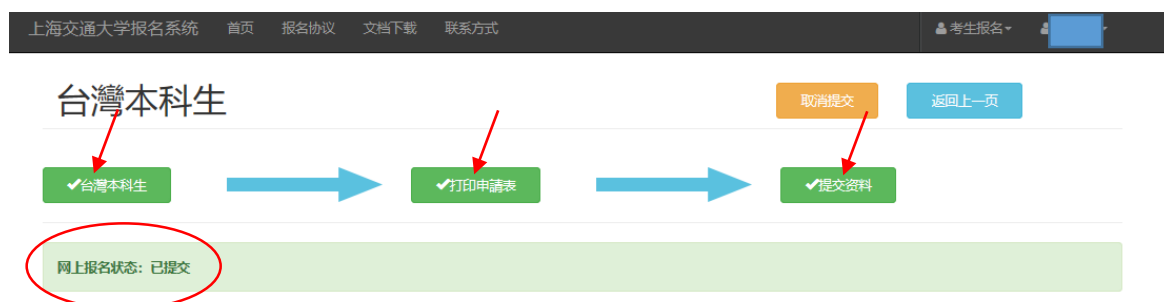 上海交通大学报名系统 首页 报名协议 文档下载 联系方式 考生报名
台灣本科生 取消提交 返回上一页
台灣本科生 打印申請表 提交资料
网上报名状态：已提交